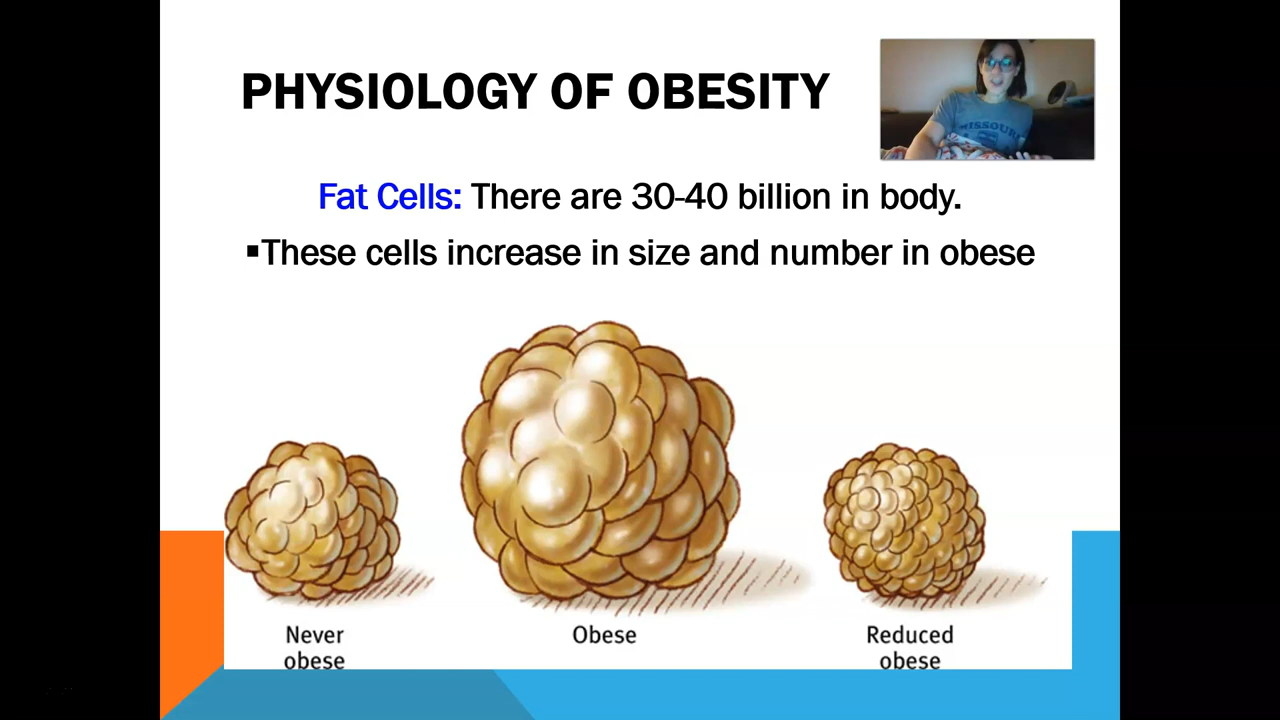 PHYSIOLOGY OF OBESITY
MISSOURI
Fat Cells: There are 30-40 billion in body.
▪These cells increase in size and number in obese
Never
obese
Obese
Reduced
obese